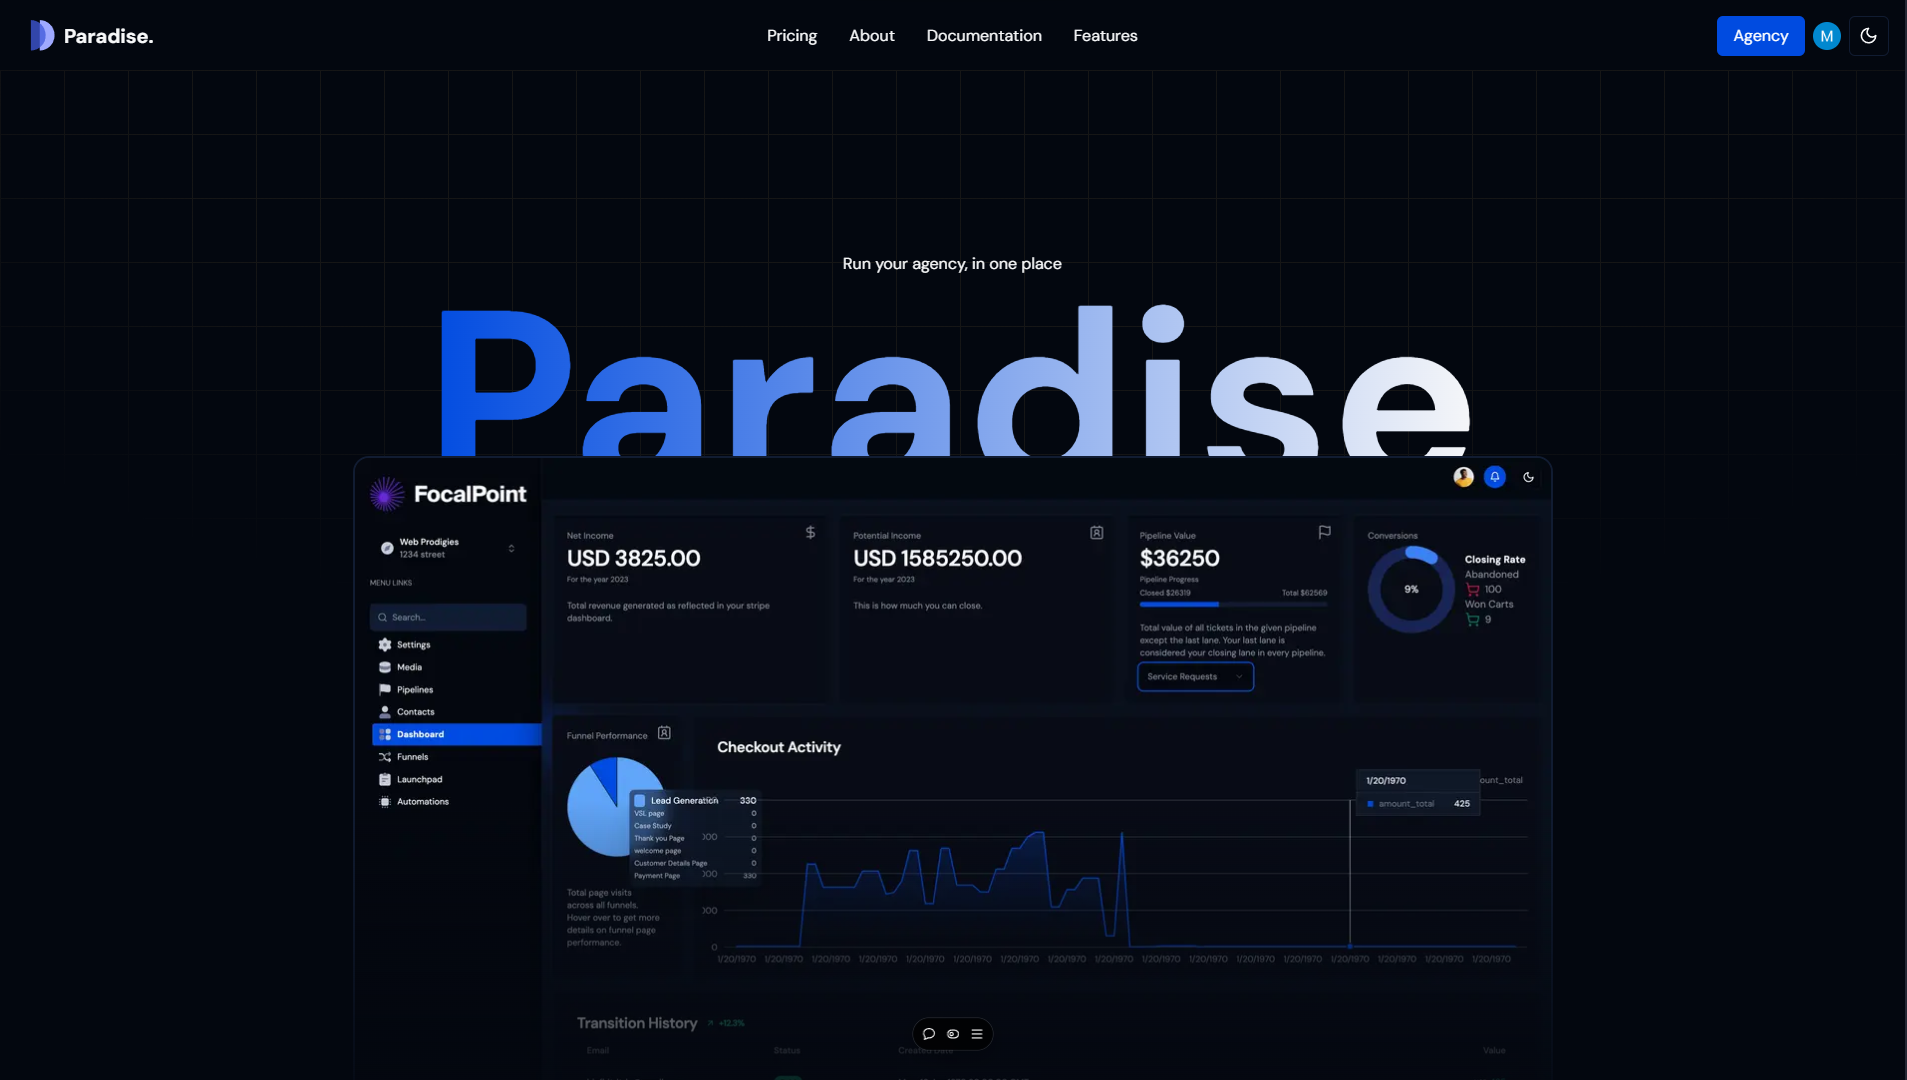 Paradise.
Pricing
About
Documentation
Features
Agency
M
Run your agency, in one place
Paradise
FocalPoint
Web Prodigies
1234 street
MENU LINKS
Search...
Settings
Media
Pipelines
Contacts
Dashboard
Funnels
Launchpad
Automations
Net Income
USD 3825.00
For the year 2023
Total revenue generated as reflected in your stripe
dashboard.
Potential Income
USD 1585250.00
For the year 2023
This is how much you can close.
Pipeline Value
$36250
Pipeline Progress
Closed $26319
Total $62569
Total value of all tickets in the given pipeline
except the last lane. Your last lane is
considered your closing lane in every pipeline.
Service Requests
Conversions
9%
Closing Rate
Abandoned
100
Won Carts
9
Funnel Performance
Lead Generation 330
VSL page 0
Case Study 0
Thank you Page 0
welcome page 0
Customer Details Page 0
Payment Page 330
Total page visits
across all funnels.
Hover over to get more
details on funnel page
performance.
Checkout Activity
1/20/1970
amount_total 425
ount_total
000
000
000
0
1/20/1970 1/20/1970 1/20/1970 1/20/1970 1/20/1970 1/20/1970 1/20/1970 1/20/1970 1/20/1970 1/20/1970 1/20/1970 1/20/1970 1/20/1970 1/20/1970 1/20/1970 1/20/1970 1/20/1970
Transition History +12.3%
Email
Status
Created Date
Value